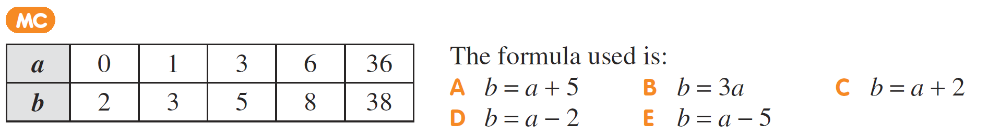 MC
a 0 1 3 6 36
b 2 3 5 8 38
The formula used is:
A b = a + 5 B b = 3a C b = a + 2
D b = a − 2 E b = a − 5